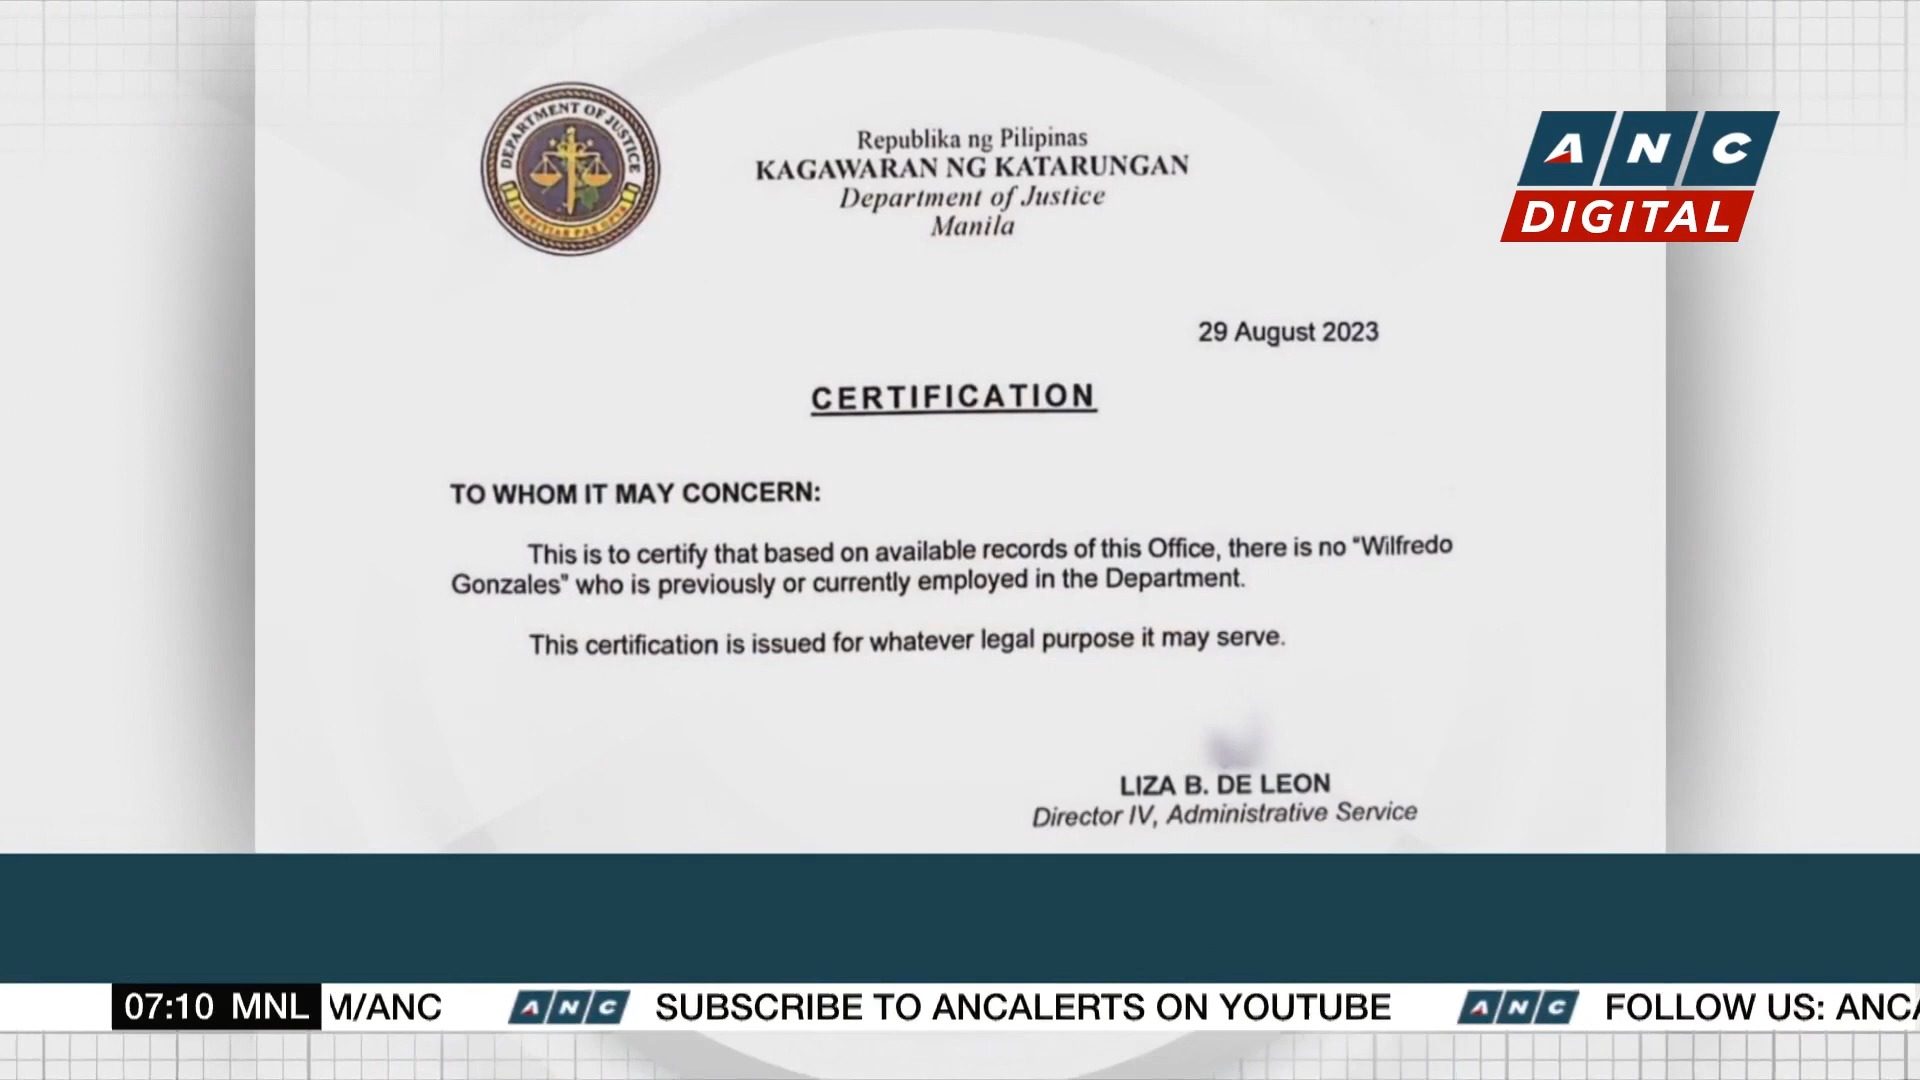 DEPARTMENT OF JUSTICE
Republika ng Pilipinas
KAGAWARAN NG KATARUNGAN
Department of Justice
Manila
ANC
DIGITAL
29 August 2023
CERTIFICATION
TO WHOM IT MAY CONCERN:
This is to certify that based on available records of this Office, there is no “Wilfredo
Gonzales” who is previously or currently employed in the Department.
This certification is issued for whatever legal purpose it may serve.
LIZA B. DE LEON
Director IV, Administrative Service
07:10 MNL M/ANC ANC SUBSCRIBE TO ANCALERTS ON YOUTUBE ANC FOLLOW US: ANCA